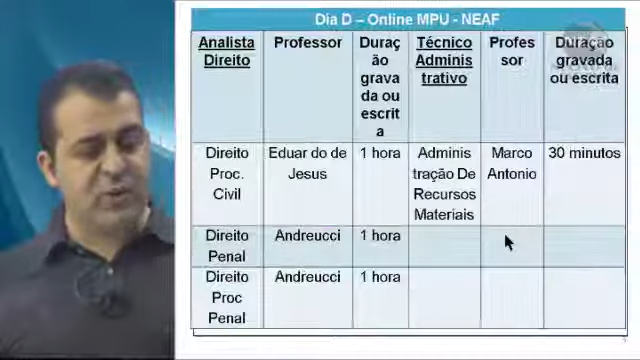 Dia D – Online MPU - NEAF
Analista Direito
Professor
Duraç ão grava da ou escrit a
Técnico Adminis trativo
Profes sor
Duração gravada ou escrita
Direito Proc. Civil
Eduar do de Jesus
1 hora
Adminis tração De Recursos Materiais
Marco Antonio
30 minutos
Direito Penal
Andreucci
1 hora
Direito Proc Penal
Andreucci
1 hora